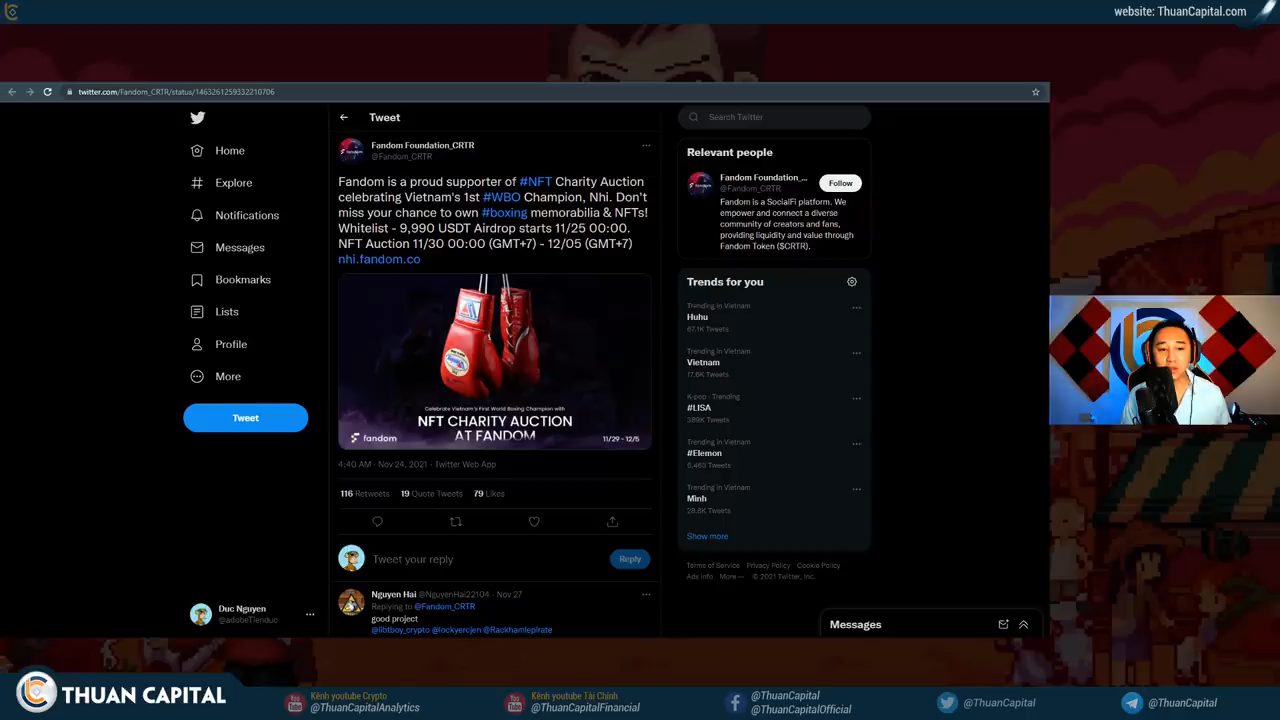 website: ThuanCapital.com
twitter.com/Fandom_CRTR/status/1463261259332210706
Home
Explore
Notifications
Messages
Bookmarks
Lists
Profile
More
Tweet
Duc Nguyen
@adobeTienduc
Tweet
Fandom Foundation_CRTR
@Fandom_CRTR
Fandom is a proud supporter of #NFT Charity Auction
celebrating Vietnam's 1st #WBO Champion, Nhi. Don't
miss your chance to own #boxing memorabilia & NFTs!
Whitelist - 9,990 USDT Airdrop starts 11/25 00:00.
NFT Auction 11/30 00:00 (GMT+7) - 12/05 (GMT+7)
nhi.fandom.co
Celebrate Vietnam's First World Boxing Champion with
NFT CHARITY AUCTION
AT FANDOM
fandom
11/29 - 12/5
4:40 AM · Nov 24, 2021 · Twitter Web App
116 Retweets 19 Quote Tweets 79 Likes
Tweet your reply
Reply
Nguyen Hai @NguyenHai22104 · Nov 27
Replying to @Fandom_CRTR
good project
@libtboy_crypto @lockyercjen @Rackhamlepirate
Search Twitter
Relevant people
Fandom Foundation_...
@Fandom_CRTR
Follow
Fandom is a SocialFi platform. We
empower and connect a diverse
community of creators and fans,
providing liquidity and value through
Fandom Token ($CRTR).
Trends for you
Trending in Vietnam
Huhu
67.1K Tweets
Trending in Vietnam
Vietnam
17.6K Tweets
K-pop · Trending
#LISA
389K Tweets
Trending in Vietnam
#Elemon
6,463 Tweets
Trending in Vietnam
Minh
28.6K Tweets
Show more
Terms of Service Privacy Policy Cookie Policy
Ads info More ··· © 2021 Twitter, Inc.
Messages
THUAN CAPITAL
Kênh youtube Crypto
@ThuanCapitalAnalytics
Kênh youtube Tài Chính
@ThuanCapitalFinancial
@ThuanCapital
@ThuanCapitalOfficial
@ThuanCapital
@ThuanCapital